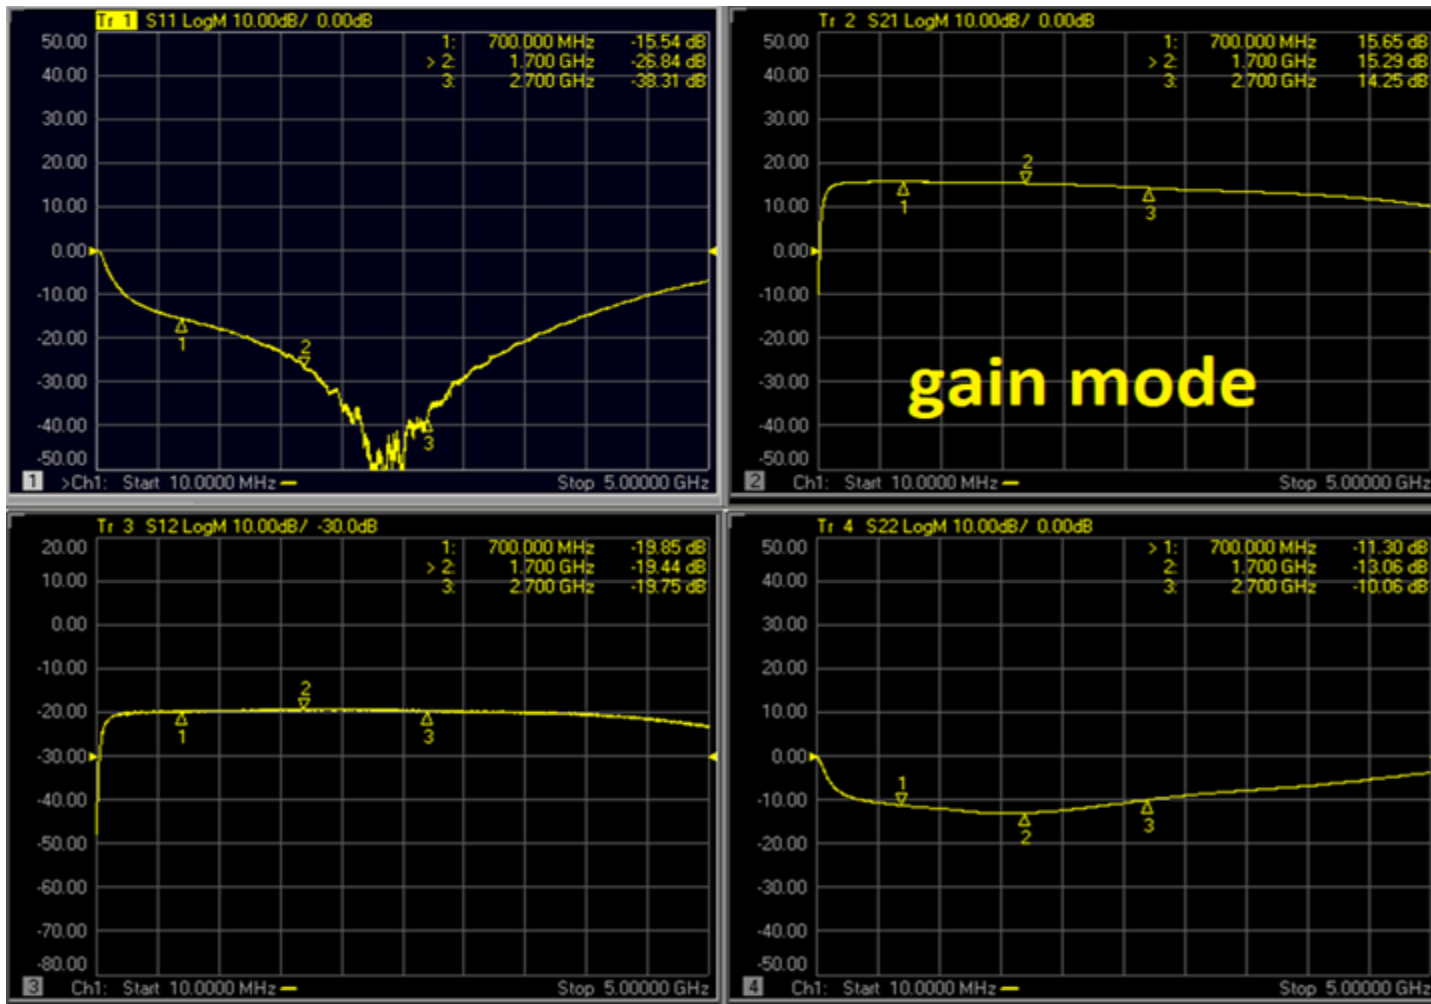 Tr 1 S11 LogM 10.00dB/ 0.00dB
50.00
40.00
30.00
20.00
10.00
0.00
-10.00
-20.00
-30.00
-40.00
-50.00
1: 700.000 MHz -15.54 dB
> 2: 1.700 GHz -26.84 dB
3: 2.700 GHz -38.31 dB
1
2
3
1 >Ch1: Start 10.0000 MHz Stop 5.00000 GHz
Tr 2 S21 LogM 10.00dB/ 0.00dB
50.00
40.00
30.00
20.00
10.00
0.00
-10.00
-20.00
-30.00
-40.00
-50.00
1: 700.000 MHz 15.65 dB
> 2: 1.700 GHz 15.29 dB
3: 2.700 GHz 14.25 dB
1
2
3
gain mode
2 Ch1: Start 10.0000 MHz Stop 5.00000 GHz
Tr 3 S12 LogM 10.00dB/ -30.0dB
20.00
10.00
0.00
-10.00
-20.00
-30.00
-40.00
-50.00
-60.00
-70.00
-80.00
1: 700.000 MHz -19.85 dB
> 2: 1.700 GHz -19.44 dB
3: 2.700 GHz -19.75 dB
1
2
3
3 Ch1: Start 10.0000 MHz Stop 5.00000 GHz
Tr 4 S22 LogM 10.00dB/ 0.00dB
50.00
40.00
30.00
20.00
10.00
0.00
-10.00
-20.00
-30.00
-40.00
-50.00
> 1: 700.000 MHz -11.30 dB
2: 1.700 GHz -13.06 dB
3: 2.700 GHz -10.06 dB
1
2
3
4 Ch1: Start 10.0000 MHz Stop 5.00000 GHz